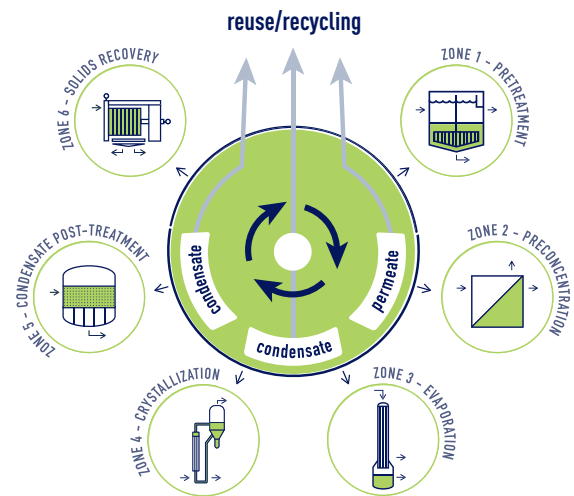 reuse/recycling
ZONE 1 – PRETREATMENT
ZONE 2 – PRECONCENTRATION
ZONE 3 – EVAPORATION
ZONE 4 – CRYSTALLIZATION
ZONE 5 – CONDENSATE POST-TREATMENT
ZONE 6 – SOLIDS RECOVERY
condensate
condensate
permeate